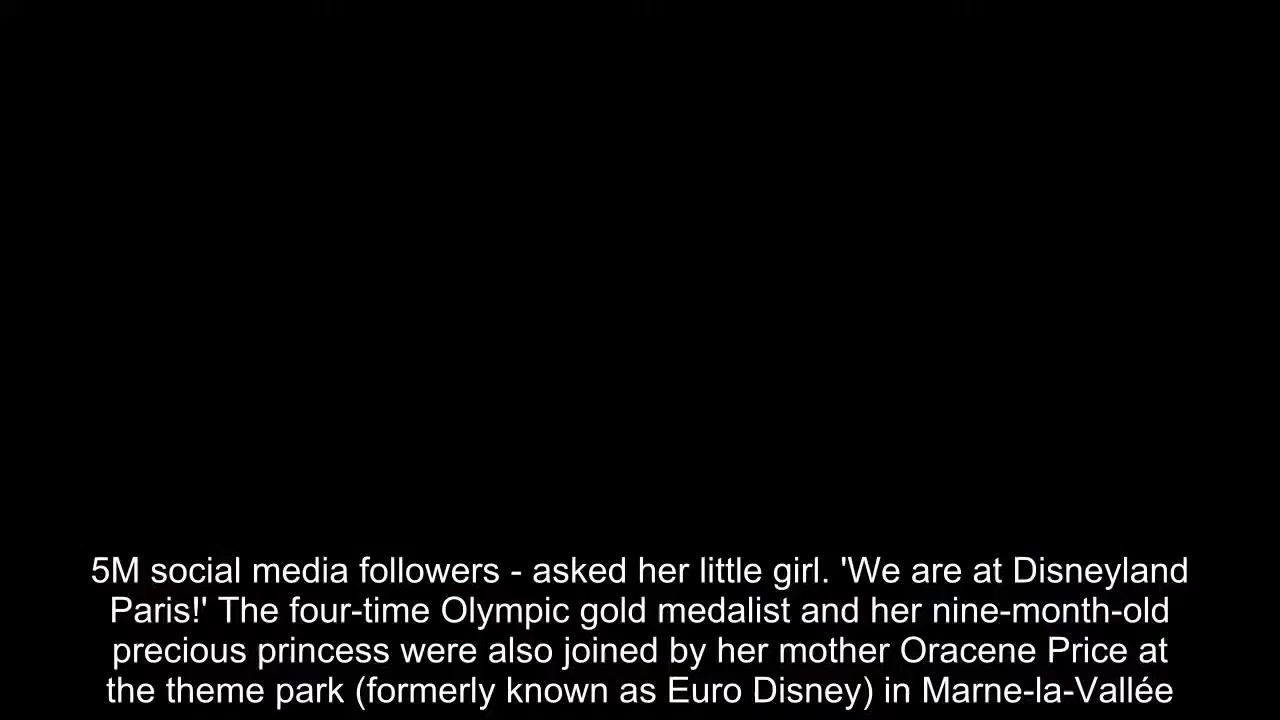 5M social media followers - asked her little girl. 'We are at Disneyland
Paris!' The four-time Olympic gold medalist and her nine-month-old
precious princess were also joined by her mother Oracene Price at
the theme park (formerly known as Euro Disney) in Marne-la-Vallée